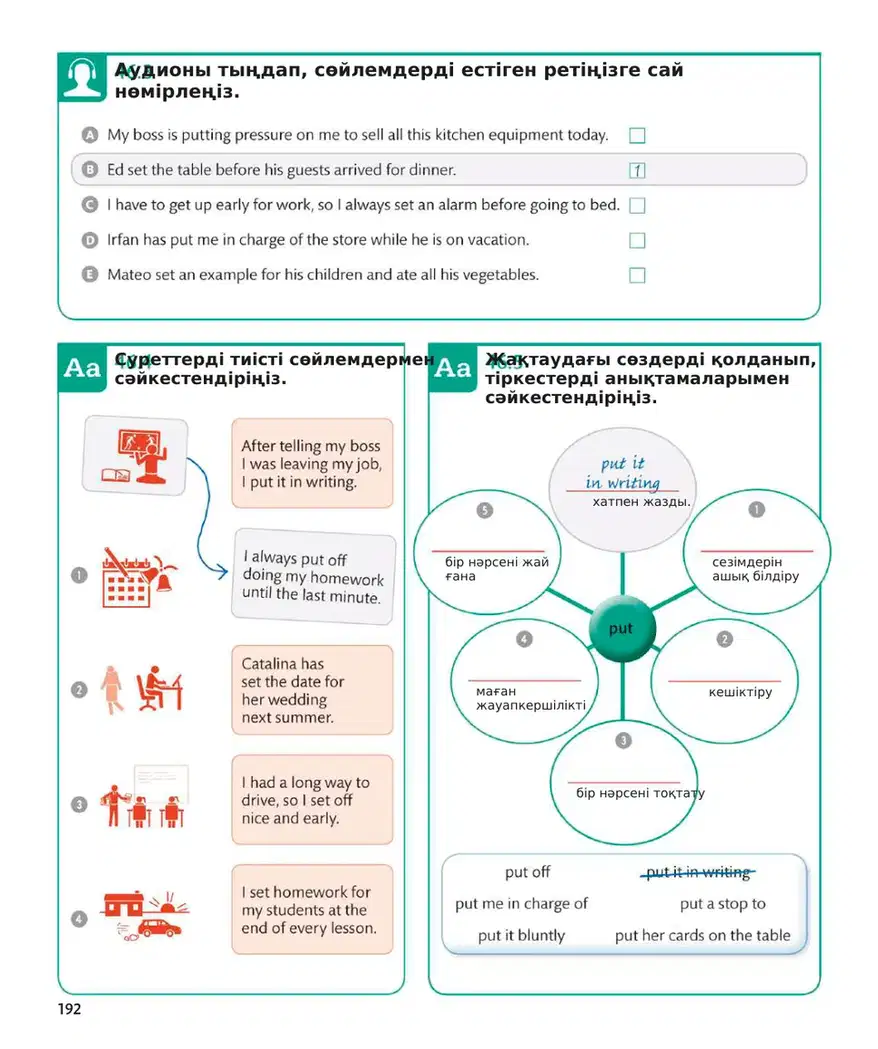 Аудионы тыңдап, сөйлемдерді естіген ретіңізге сай
нөмірлеңіз.
A My boss is putting pressure on me to sell all this kitchen equipment today.
B Ed set the table before his guests arrived for dinner. 1
C I have to get up early for work, so I always set an alarm before going to bed.
D Irfan has put me in charge of the store while he is on vacation.
E Mateo set an example for his children and ate all his vegetables.
Aa Суреттерді тиісті сөйлемдермен
сәйкестендіріңіз.
After telling my boss
I was leaving my job,
I put it in writing.
1
I always put off
doing my homework
until the last minute.
2
Catalina has
set the date for
her wedding
next summer.
3
I had a long way to
drive, so I set off
nice and early.
4
I set homework for
my students at the
end of every lesson.
Aa Жақтаудағы сөздерді қолданып,
тіркестерді анықтамаларымен
сәйкестендіріңіз.
put it
in writing
хатпен жазды.
5
бір нәрсені жай
ғана
1
сезімдерін
ашық білдіру
put
4
маған
жауапкершілікті
2
кешіктіру
3
бір нәрсені тоқтату
put off put it in writing
put me in charge of put a stop to
put it bluntly put her cards on the table
192